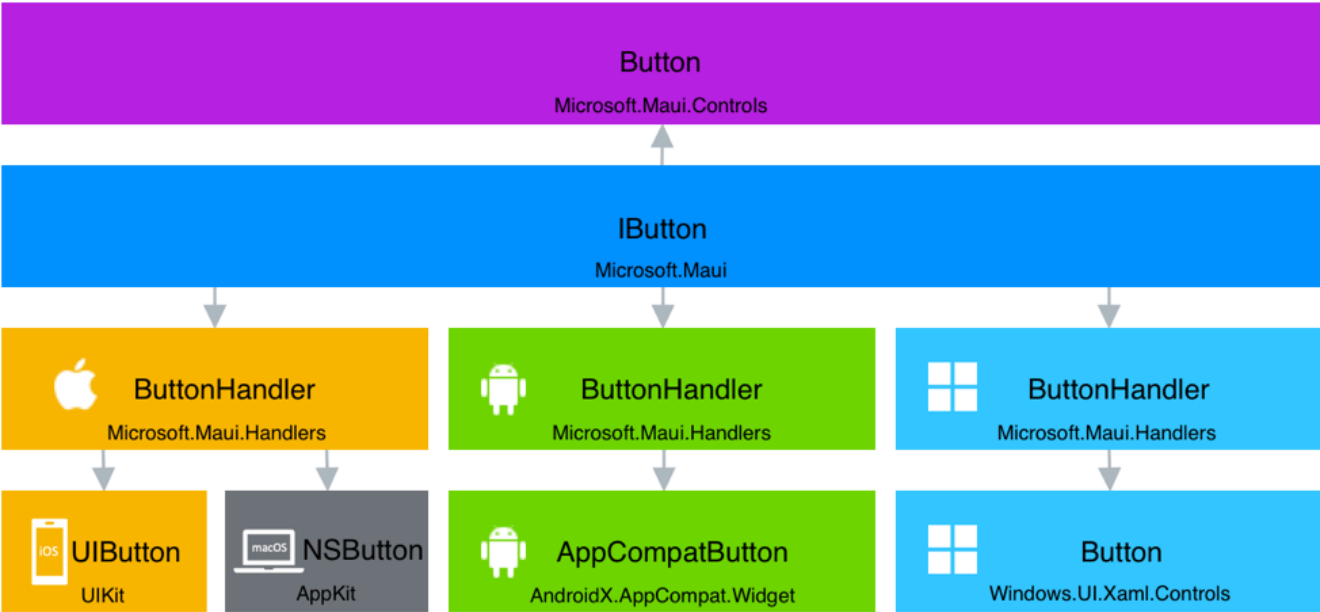 Button
Microsoft.Maui.Controls
IButton
Microsoft.Maui
ButtonHandler
Microsoft.Maui.Handlers
ButtonHandler
Microsoft.Maui.Handlers
ButtonHandler
Microsoft.Maui.Handlers
iOS
UIButton
UIKit
macOS
NSButton
AppKit
AppCompatButton
AndroidX.AppCompat.Widget
Button
Windows.UI.Xaml.Controls